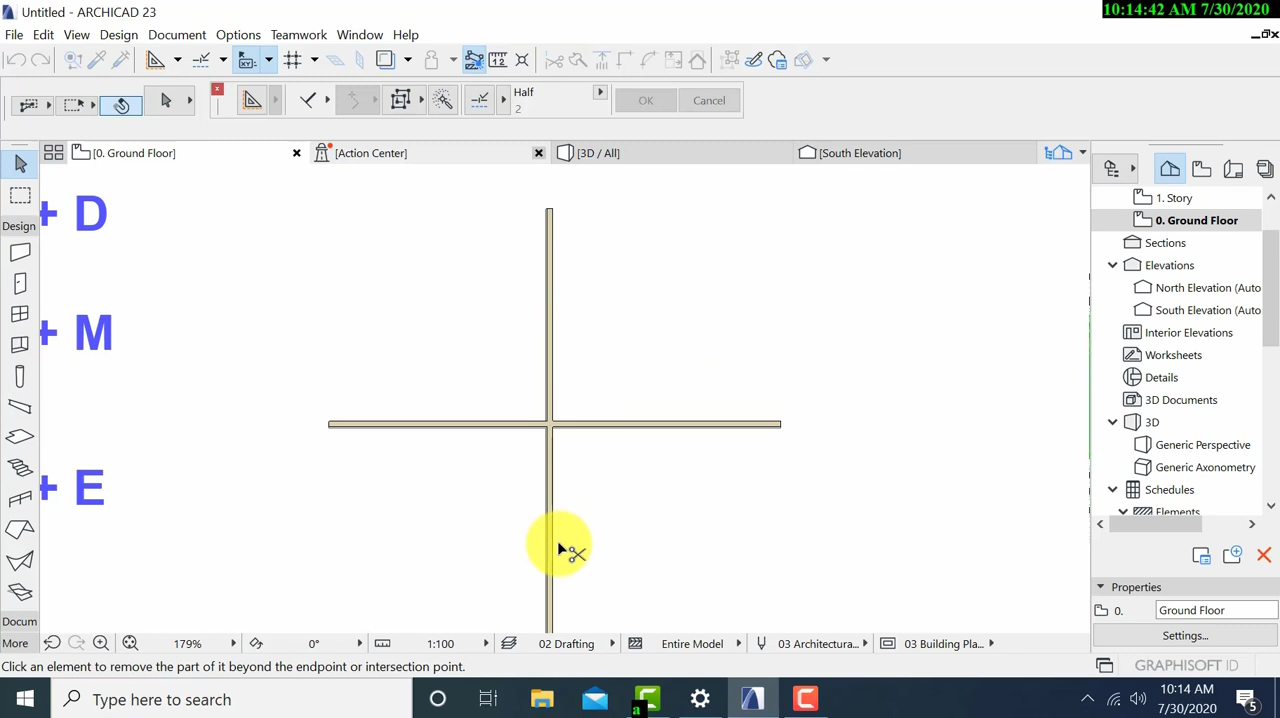 Untitled - ARCHICAD 23
10:14:42 AM 7/30/2020
File Edit View Design Document Options Teamwork Window Help
Half
2
OK Cancel
[0. Ground Floor]
[Action Center]
[3D / All]
[South Elevation]
Design
+ D
+ M
+ E
1. Story
0. Ground Floor
Sections
Elevations
North Elevation (Auto
South Elevation (Auto
Interior Elevations
Worksheets
Details
3D Documents
3D
Generic Perspective
Generic Axonometry
Schedules
Elements
Properties
0. Ground Floor
Settings...
Docum
More
179% 0° 1:100 02 Drafting Entire Model 03 Architectura... 03 Building Pla...
Click an element to remove the part of it beyond the endpoint or intersection point.
GRAPHISOFT ID
Type here to search
a
10:14 AM
7/30/2020
5